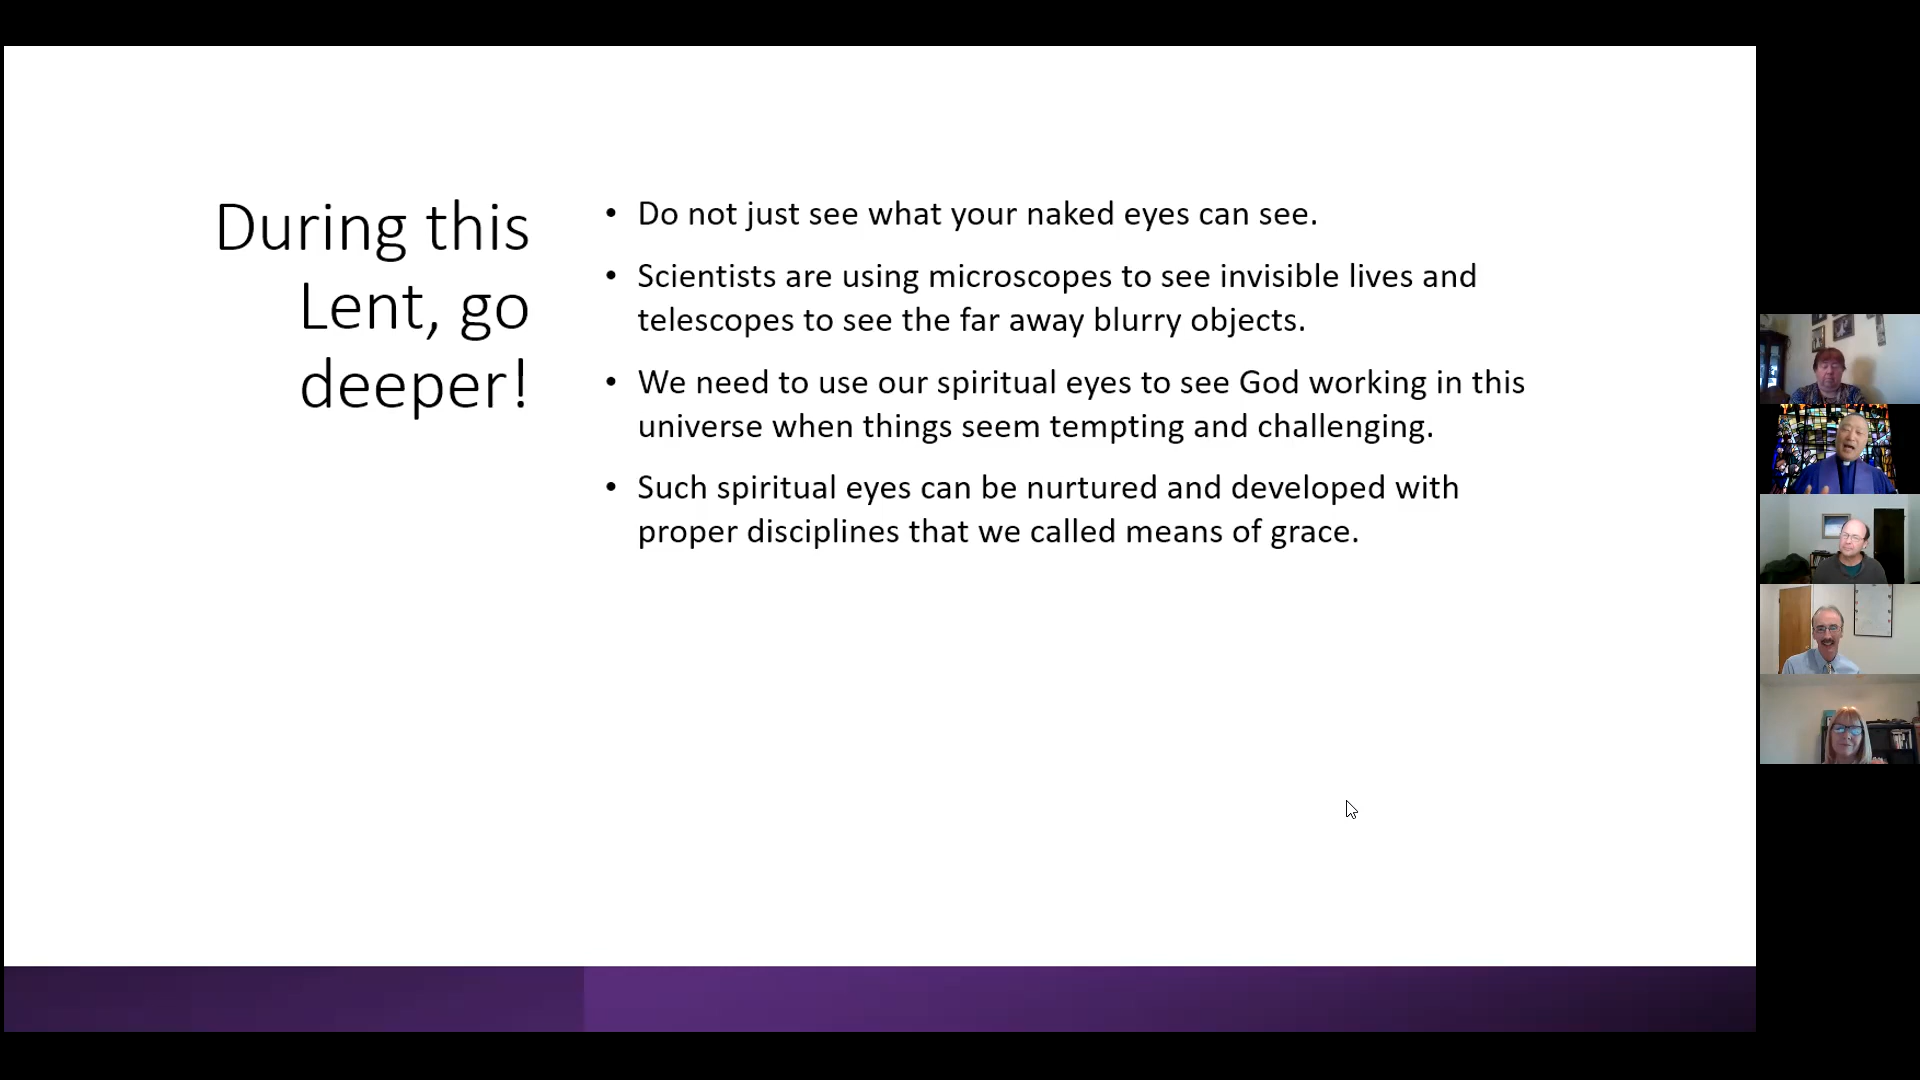 During this
Lent, go
deeper!
• Do not just see what your naked eyes can see.
• Scientists are using microscopes to see invisible lives and
telescopes to see the far away blurry objects.
• We need to use our spiritual eyes to see God working in this
universe when things seem tempting and challenging.
• Such spiritual eyes can be nurtured and developed with
proper disciplines that we called means of grace.